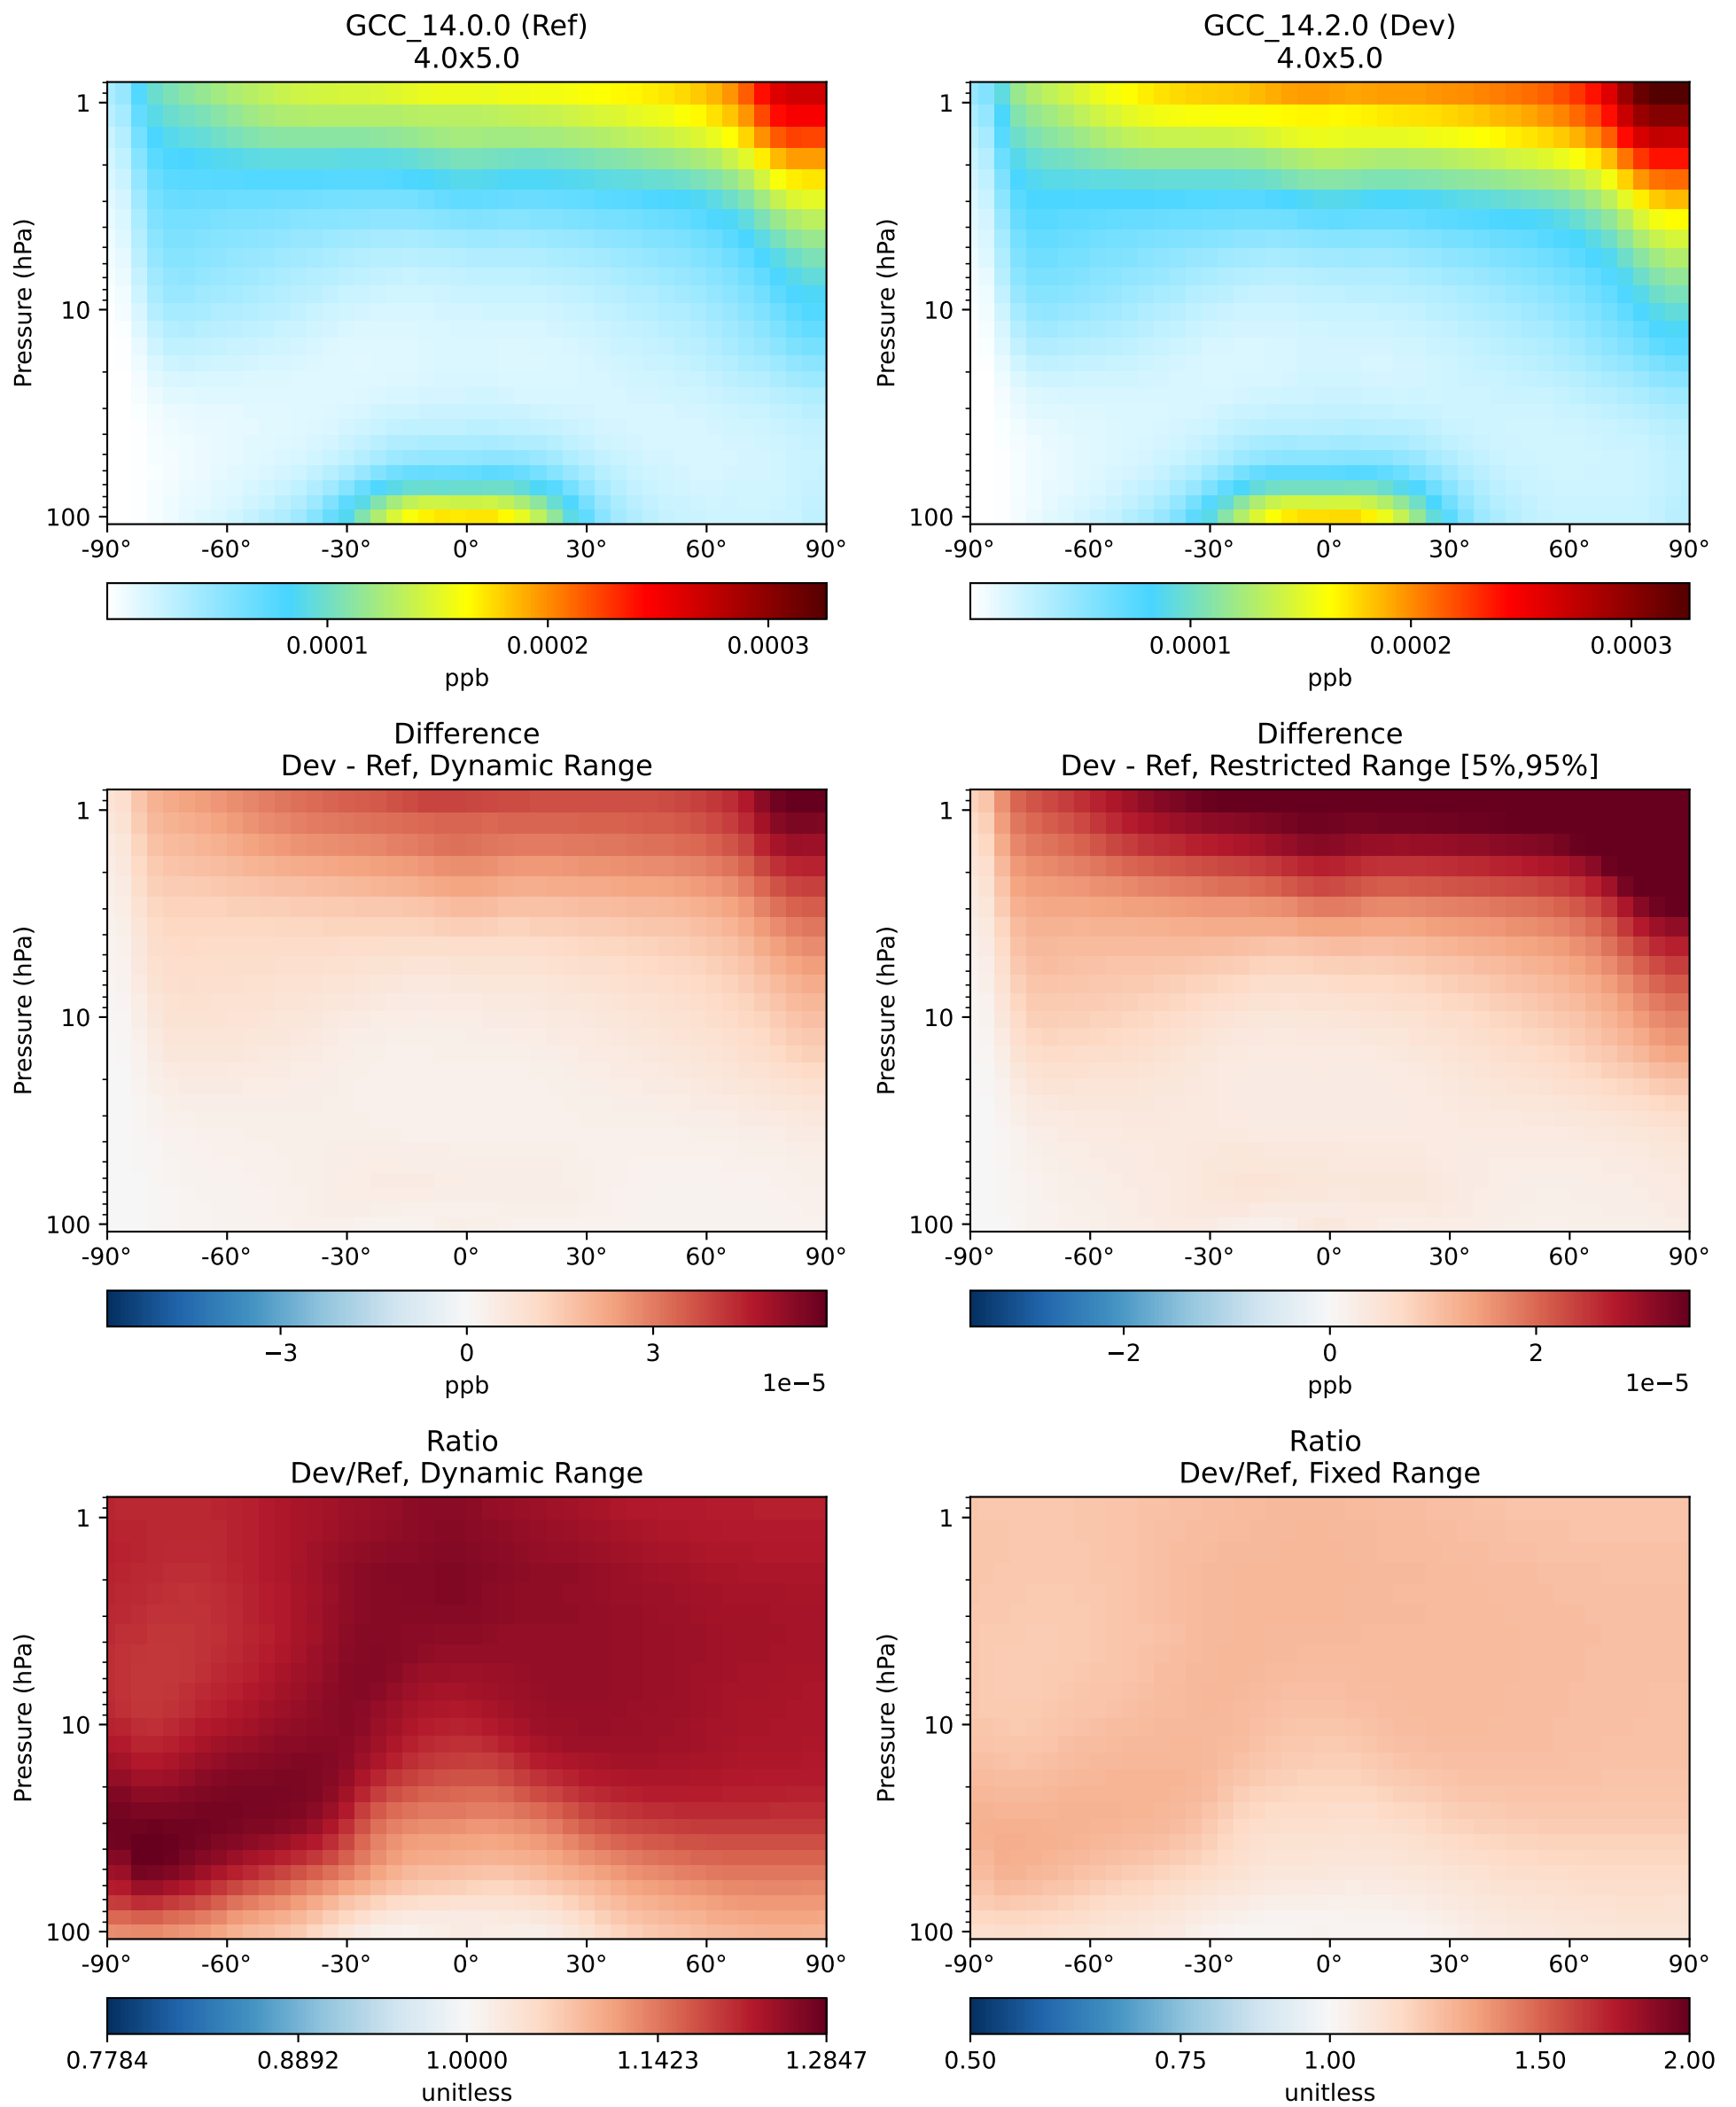 GCC_14.0.0 (Ref)
4.0x5.0
GCC_14.2.0 (Dev)
4.0x5.0
Pressure (hPa)
1
10
100
-90° -60° -30° 0° 30° 60° 90°
0.0001 0.0002 0.0003
ppb
Pressure (hPa)
1
10
100
-90° -60° -30° 0° 30° 60° 90°
0.0001 0.0002 0.0003
ppb
Difference
Dev - Ref, Dynamic Range
Pressure (hPa)
1
10
100
-90° -60° -30° 0° 30° 60° 90°
−3 0 3
ppb
1e−5
Difference
Dev - Ref, Restricted Range [5%,95%]
Pressure (hPa)
1
10
100
-90° -60° -30° 0° 30° 60° 90°
−2 0 2
ppb
1e−5
Ratio
Dev/Ref, Dynamic Range
Pressure (hPa)
1
10
100
-90° -60° -30° 0° 30° 60° 90°
0.7784 0.8892 1.0000 1.1423 1.2847
unitless
Ratio
Dev/Ref, Fixed Range
Pressure (hPa)
1
10
100
-90° -60° -30° 0° 30° 60° 90°
0.50 0.75 1.00 1.50 2.00
unitless